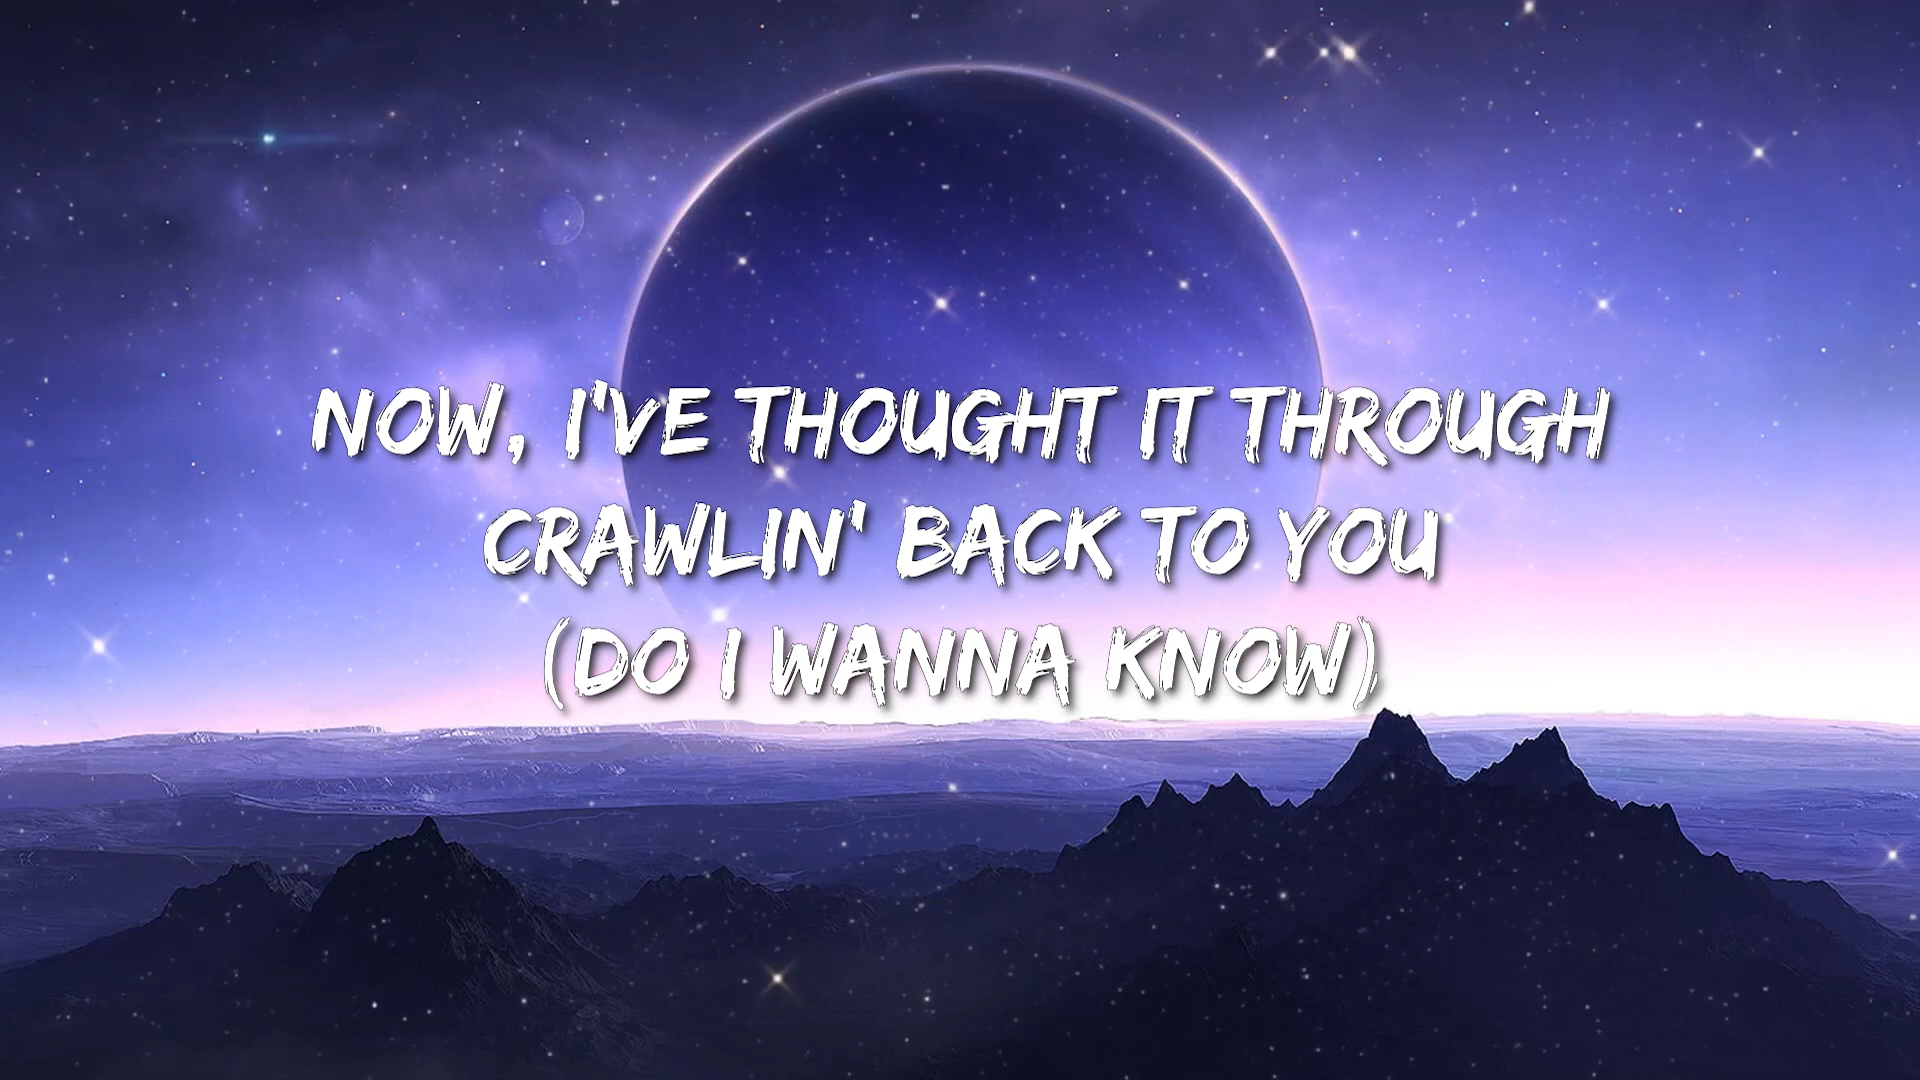 NOW, I'VE THOUGHT IT THROUGH
CRAWLIN' BACK TO YOU
(DO I WANNA KNOW)